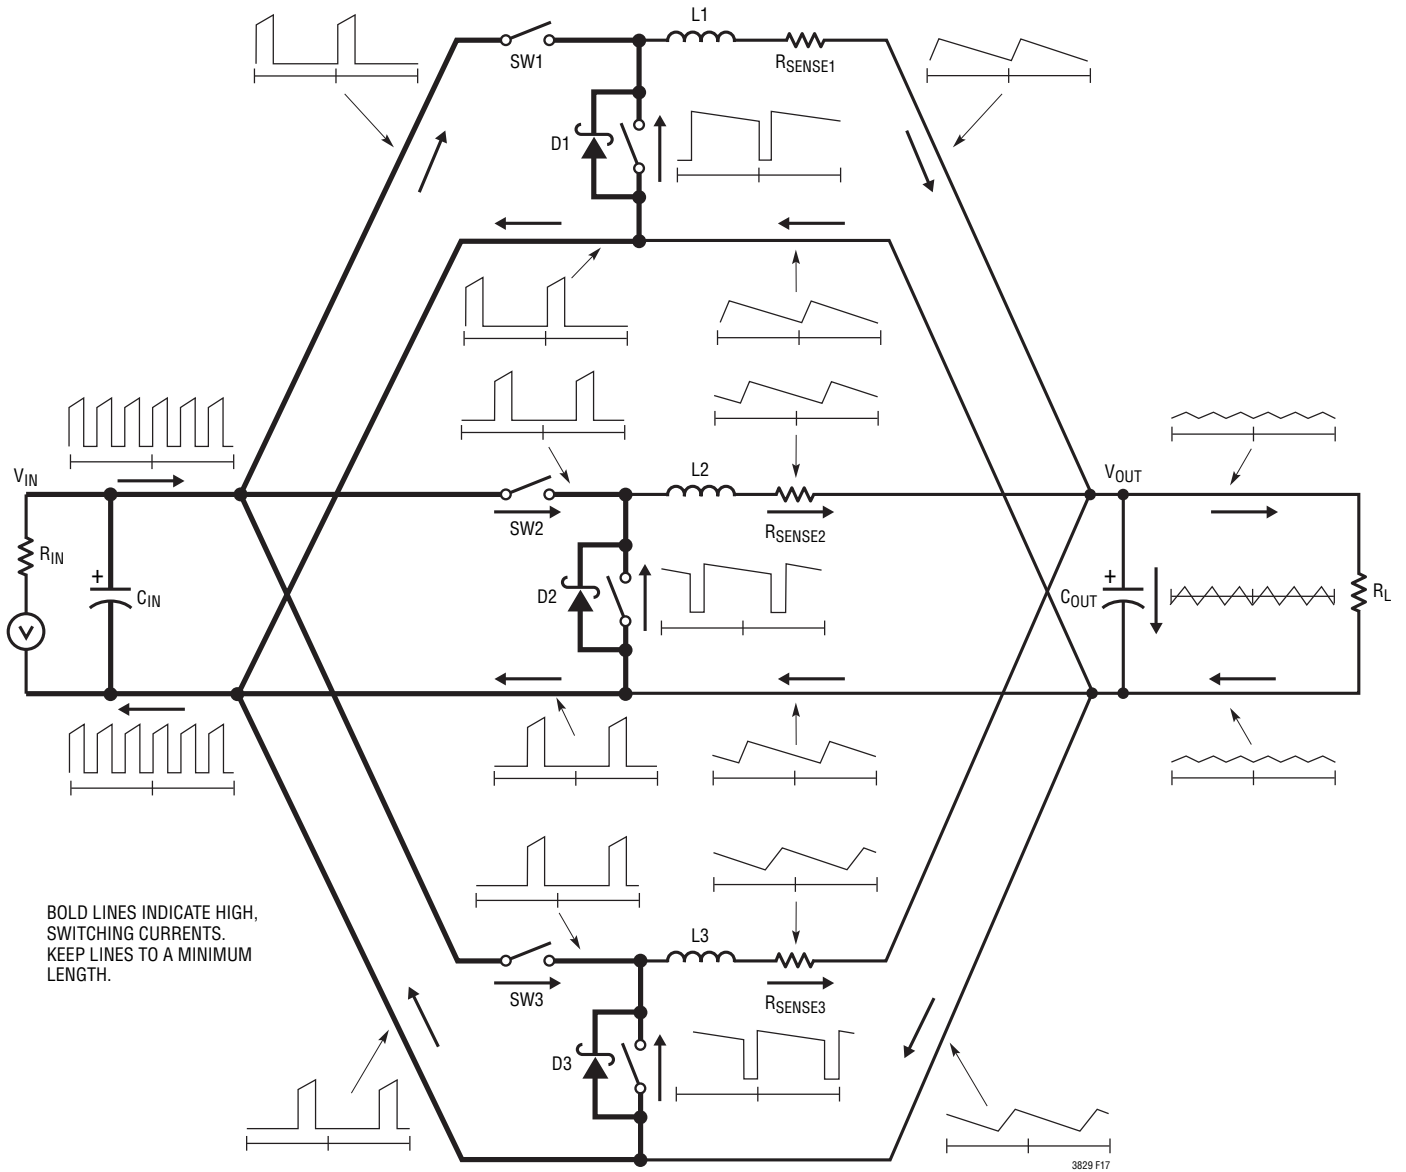 L1
SW1
RSENSE1
D1
VIN
L2
VOUT
SW2
RSENSE2
RIN
+
CIN
D2
+
COUT
RL
V
BOLD LINES INDICATE HIGH,
SWITCHING CURRENTS.
KEEP LINES TO A MINIMUM
LENGTH.
L3
SW3
RSENSE3
D3
3829 F17